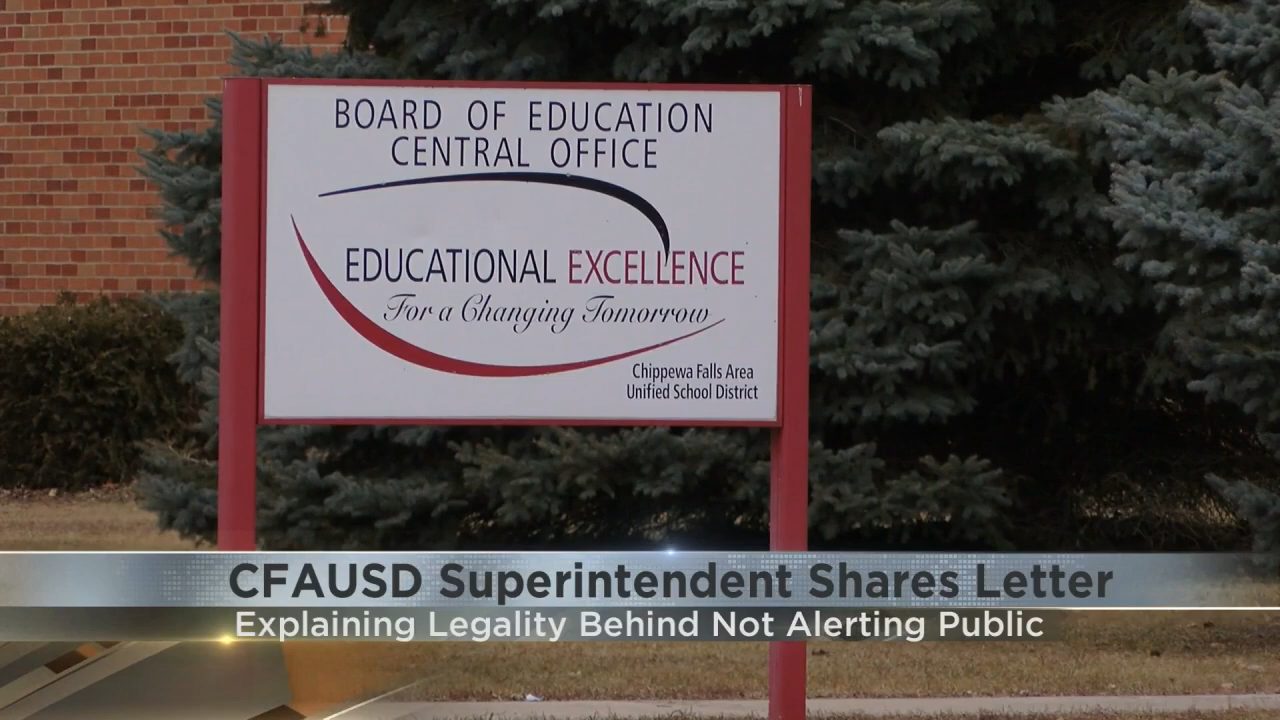 BOARD OF EDUCATION
CENTRAL OFFICE
EDUCATIONAL EXCELLENCE
For a Changing Tomorrow
Chippewa Falls Area
Unified School District
CFAUSD Superintendent Shares Letter
Explaining Legality Behind Not Alerting Public